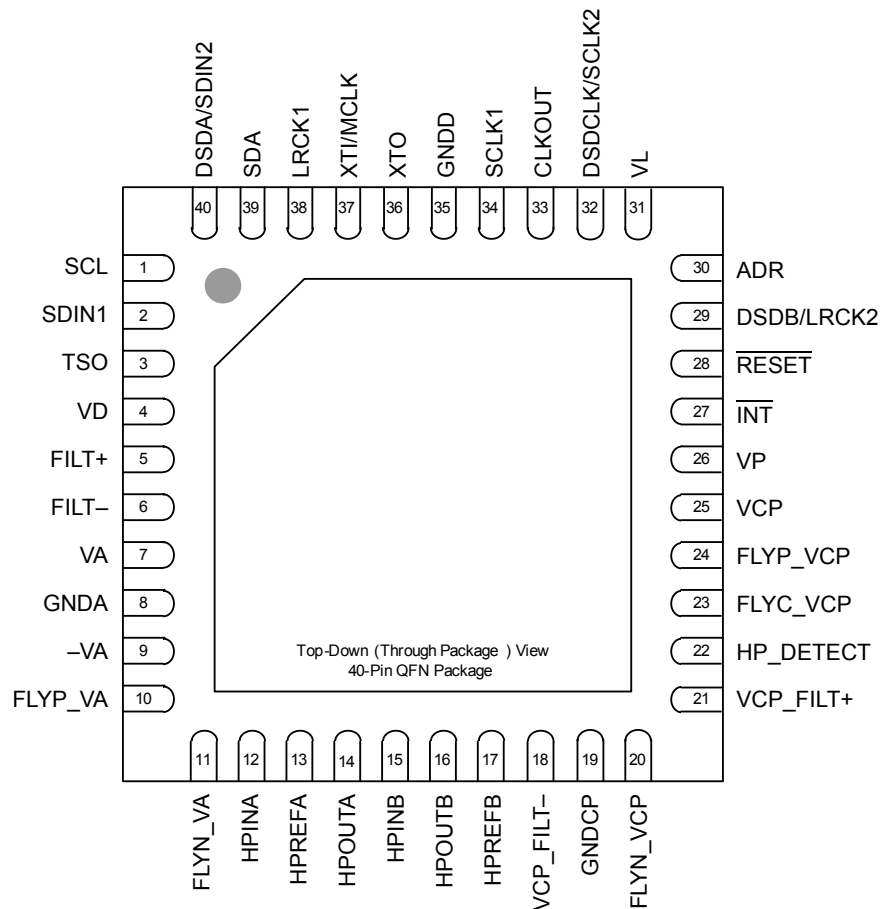 DSDA/SDIN2
SDA
LRCK1
XTI/MCLK
XTO
GNDD
SCLK1
CLKOUT
DSDCLK/SCLK2
VL
40
39
38
37
36
35
34
33
32
31
SCL 1
SDIN1 2
TSO 3
VD 4
FILT+ 5
FILT– 6
VA 7
GNDA 8
–VA 9
FLYP_VA 10
30 ADR
29 DSDB/LRCK2
28 RESET
27 INT
26 VP
25 VCP
24 FLYP_VCP
23 FLYC_VCP
22 HP_DETECT
21 VCP_FILT+
Top-Down (Through Package ) View
40-Pin QFN Package
11
12
13
14
15
16
17
18
19
20
FLYN_VA
HPINA
HPREFA
HPOUTA
HPINB
HPOUTB
HPREFB
VCP_FILT–
GNDCP
FLYN_VCP